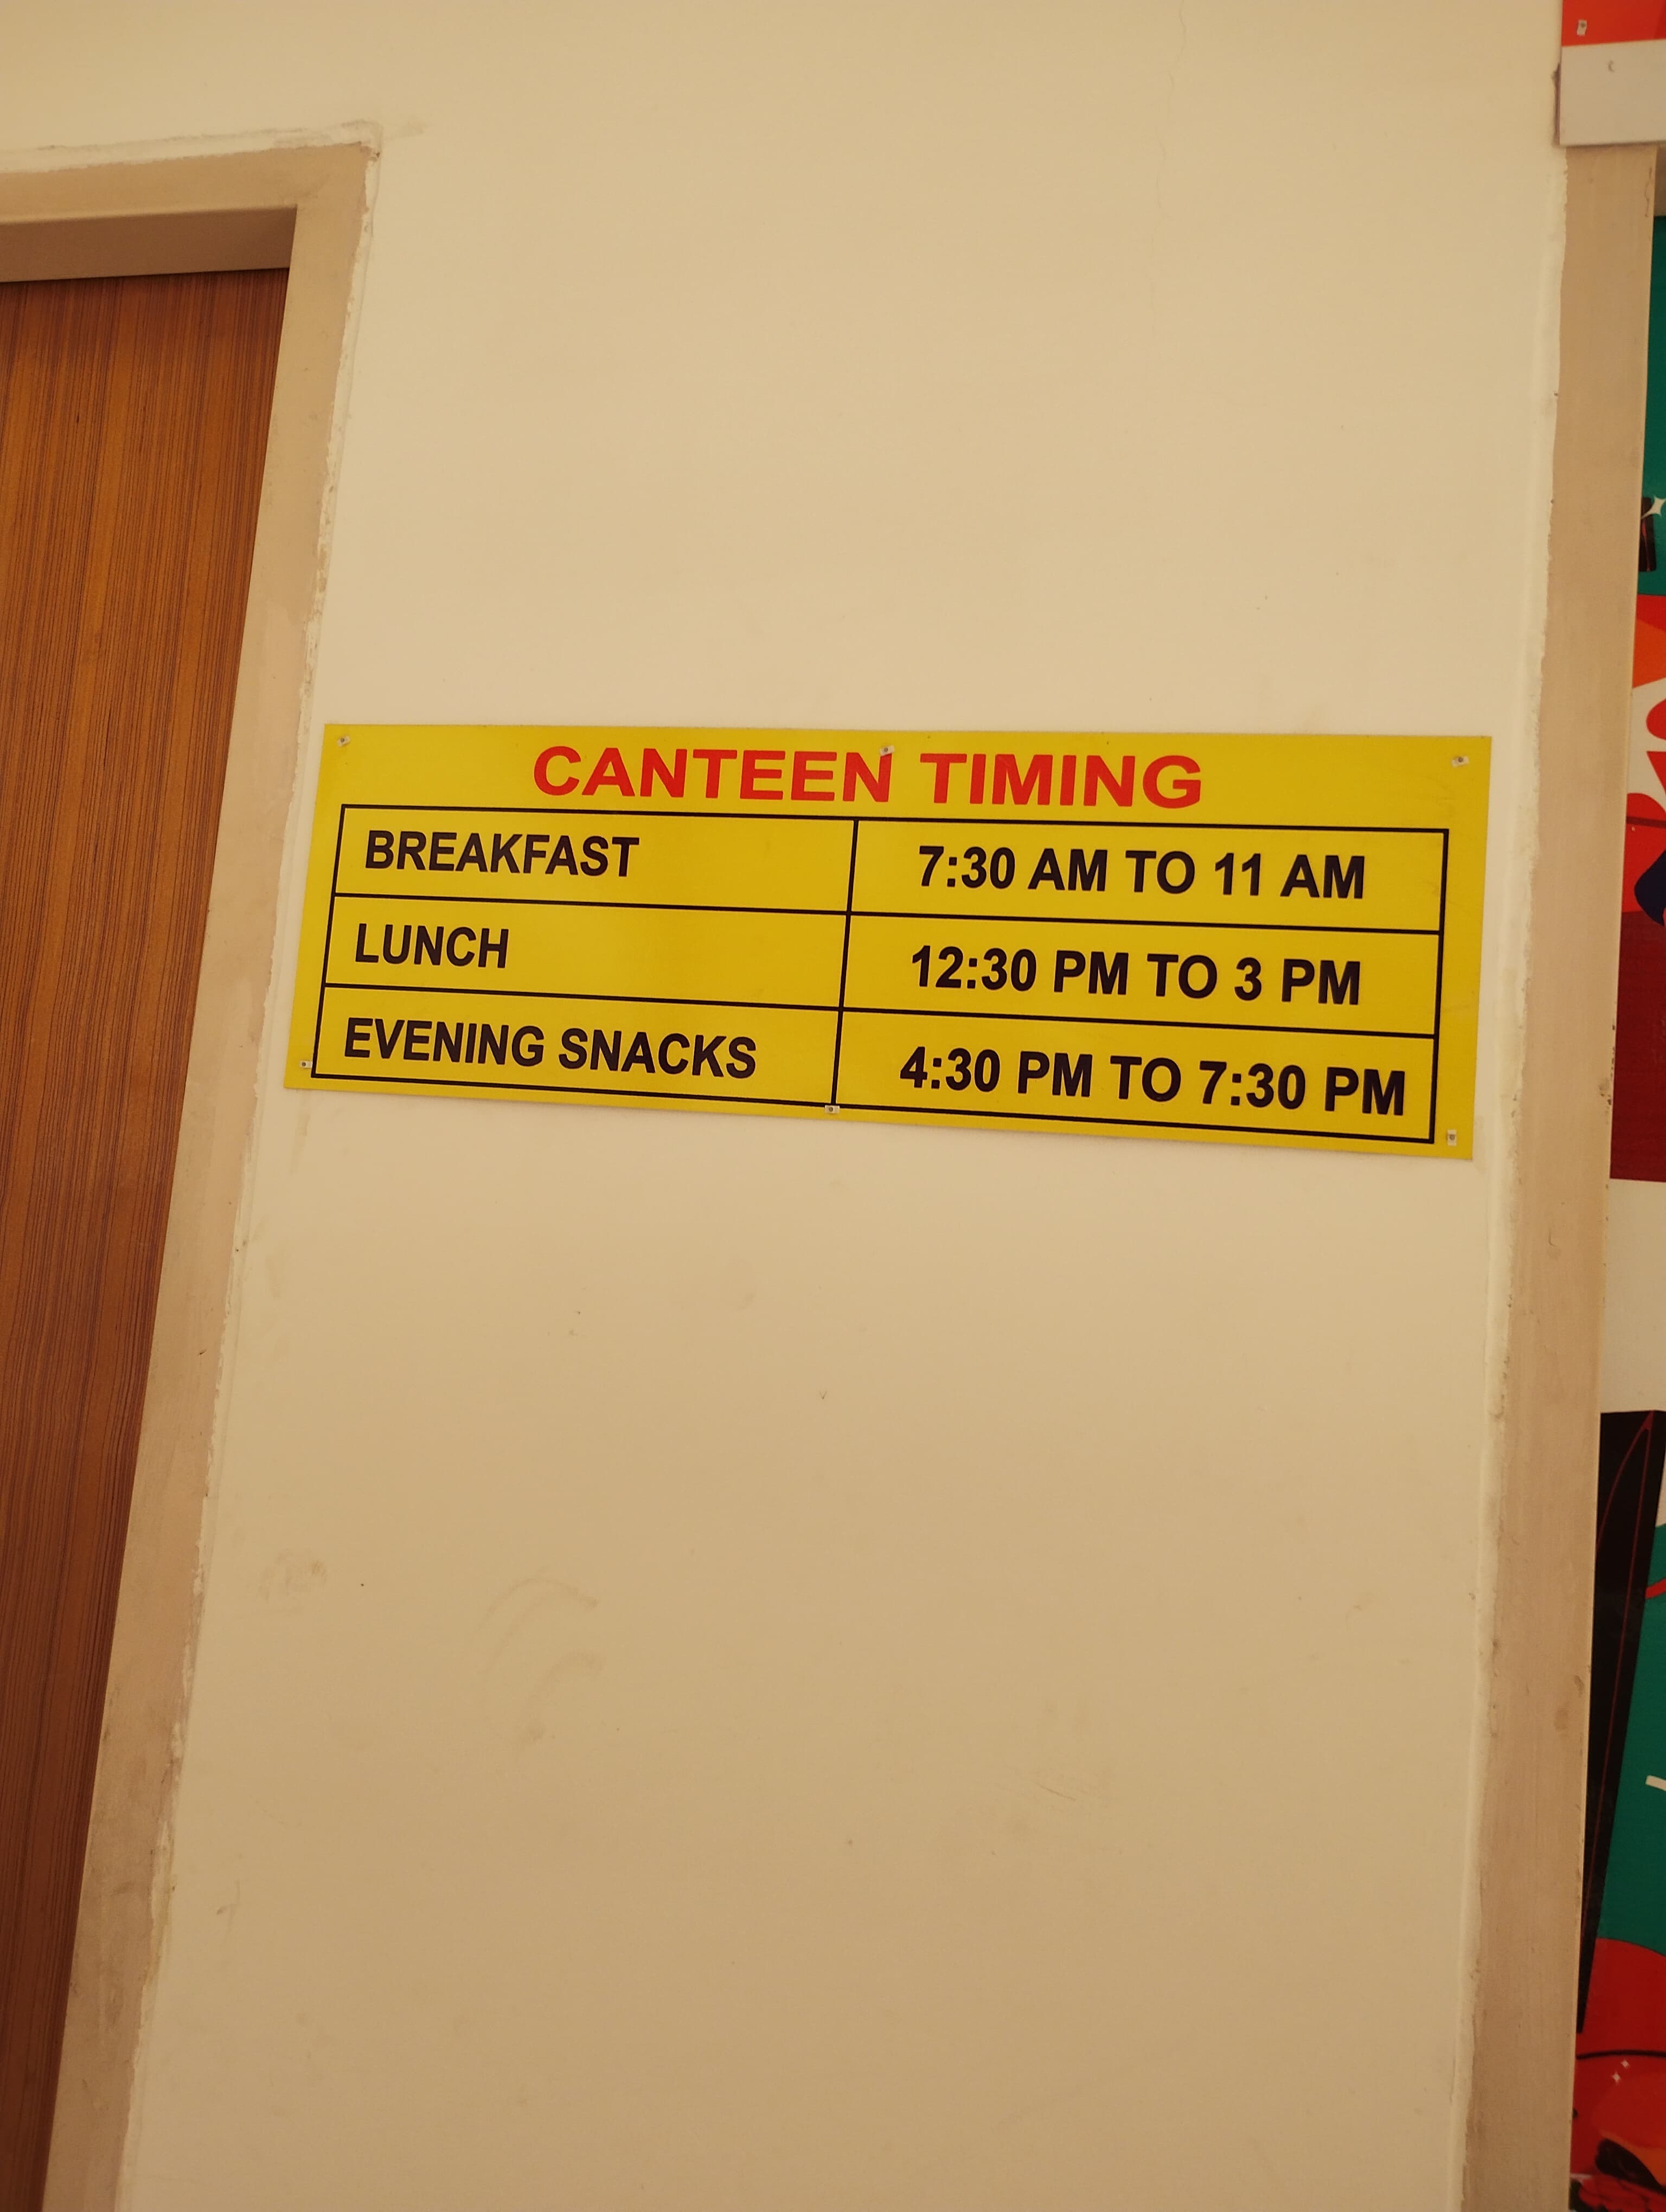 CANTEEN TIMING
BREAKFAST 7:30 AM TO 11 AM
LUNCH 12:30 PM TO 3 PM
EVENING SNACKS 4:30 PM TO 7:30 PM